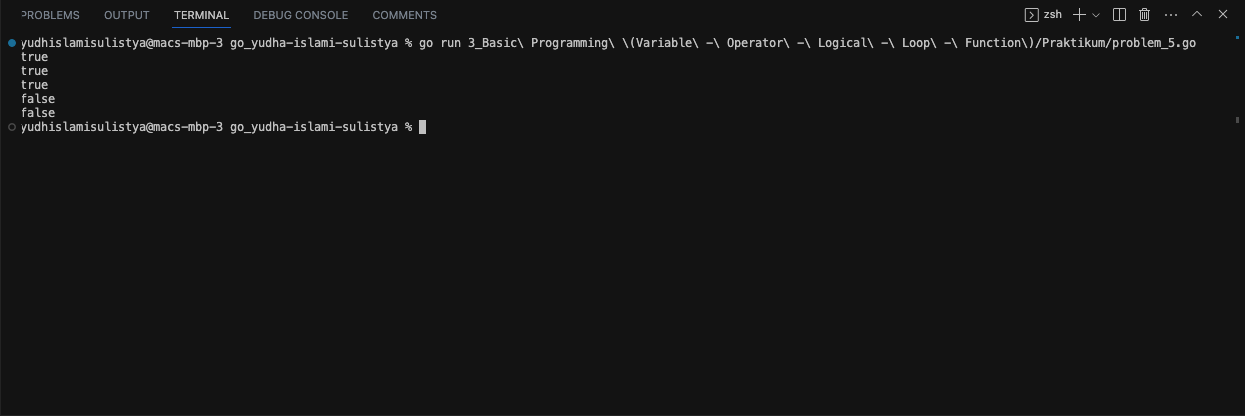 PROBLEMS OUTPUT TERMINAL DEBUG CONSOLE COMMENTS zsh
yudhislamisulistya@macs-mbp-3 go_yudha-islami-sulistya % go run 3_Basic\ Programming\ \(Variable\ -\ Operator\ -\ Logical\ -\ Loop\ -\ Function\)/Praktikum/problem_5.go
true
true
true
false
false
yudhislamisulistya@macs-mbp-3 go_yudha-islami-sulistya %